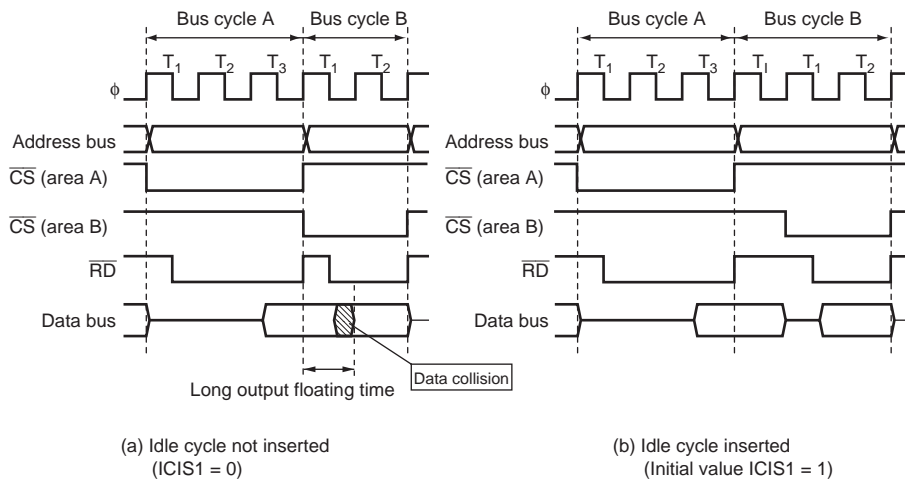 Bus cycle A Bus cycle B
T1 T2 T3 T1 T2
φ
Address bus
CS (area A)
CS (area B)
RD
Data bus
Data collision
Long output floating time
(a) Idle cycle not inserted
(ICIS1 = 0)
Bus cycle A Bus cycle B
T1 T2 T3 TI T1 T2
φ
Address bus
CS (area A)
CS (area B)
RD
Data bus
(b) Idle cycle inserted
(Initial value ICIS1 = 1)